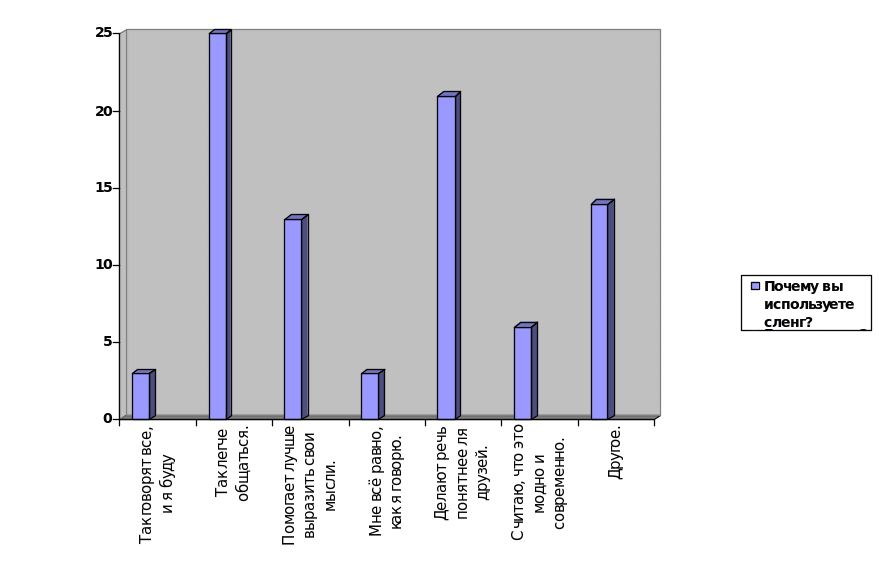 25
20
15
10
5
0
Так говорят все,
и я буду
Так легче
общаться.
Помогает лучше
выразить свои
мысли.
Мне всё равно,
как я говорю.
Делают речь
понятнее ля
друзей.
Считаю, что это
модно и
современно.
Другое.
Почему вы
используете
сленг?